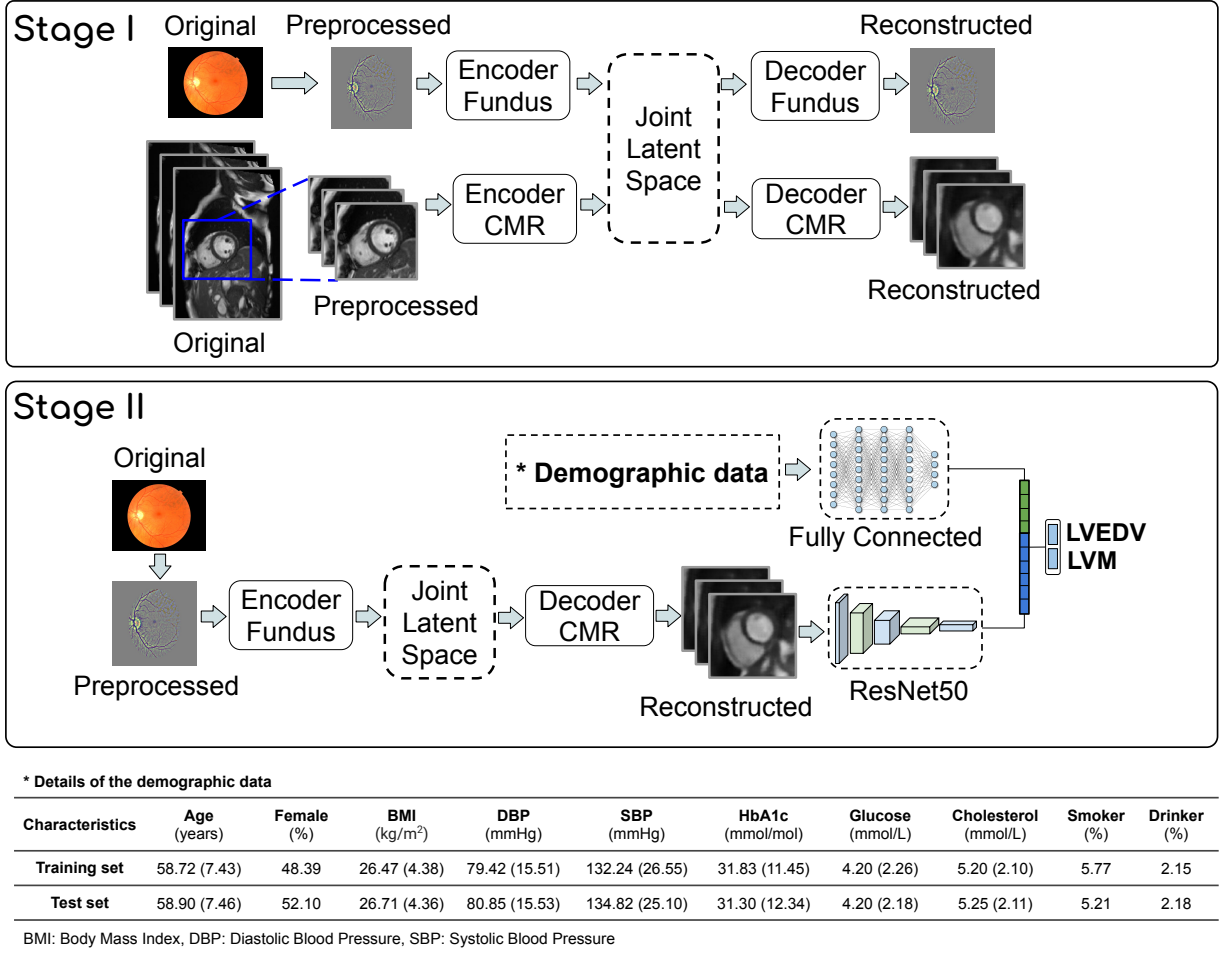 Stage I
Original
Preprocessed
Reconstructed
Encoder
Fundus
Decoder
Fundus
Joint
Latent
Space
Encoder
CMR
Decoder
CMR
Preprocessed
Reconstructed
Original
Stage II
Original
* Demographic data
Fully Connected
LVEDV
LVM
Encoder
Fundus
Joint
Latent
Space
Decoder
CMR
Preprocessed
Reconstructed
ResNet50
* Details of the demographic data
Characteristics Age (years) Female (%) BMI (kg/m²) DBP (mmHg) SBP (mmHg) HbA1c (mmol/mol) Glucose (mmol/L) Cholesterol (mmol/L) Smoker (%) Drinker (%)
Training set 58.72 (7.43) 48.39 26.47 (4.38) 79.42 (15.51) 132.24 (26.55) 31.83 (11.45) 4.20 (2.26) 5.20 (2.10) 5.77 2.15
Test set 58.90 (7.46) 52.10 26.71 (4.36) 80.85 (15.53) 134.82 (25.10) 31.30 (12.34) 4.20 (2.18) 5.25 (2.11) 5.21 2.18
BMI: Body Mass Index, DBP: Diastolic Blood Pressure, SBP: Systolic Blood Pressure